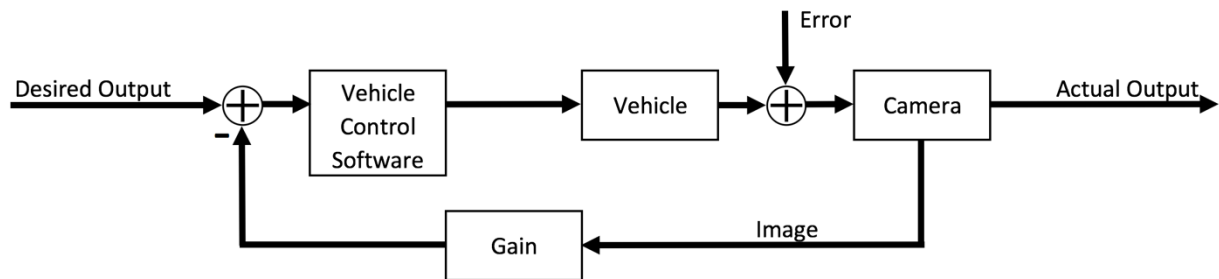 Error
Desired Output
Vehicle
Control
Software
Vehicle
Camera
Actual Output
Image
Gain